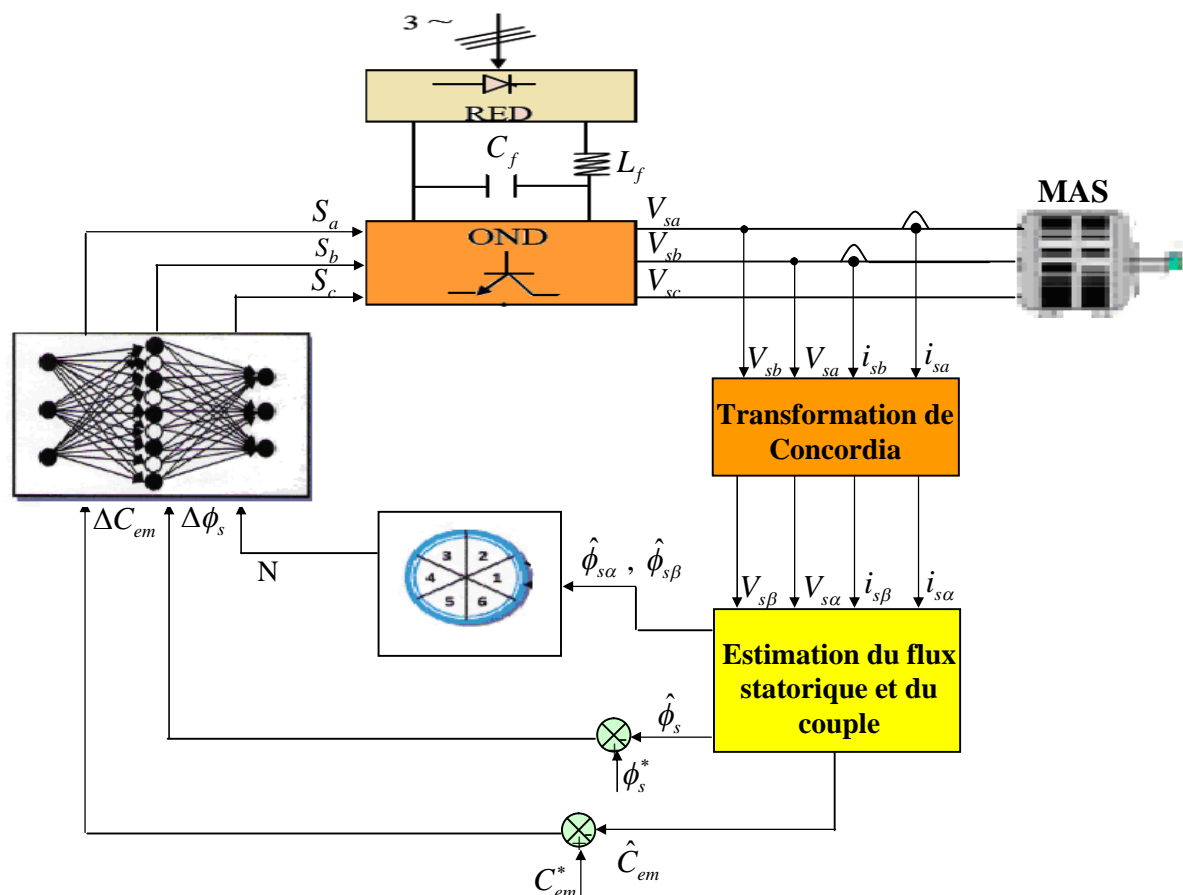 3 ~
RED
C_f
L_f
MAS
S_a
S_b
S_c
OND
V_sa
V_sb
V_sc
V_sb V_sa i_sb i_sa
Transformation de
Concordia
ΔC_em Δϕ_s
N
3 2
4 1
5 6
ϕ̂_sα , ϕ̂_sβ
V_sβ V_sα i_sβ i_sα
Estimation du flux
statorique et du
couple
ϕ̂_s
ϕ_s^*
Ĉ_em
C_em^*